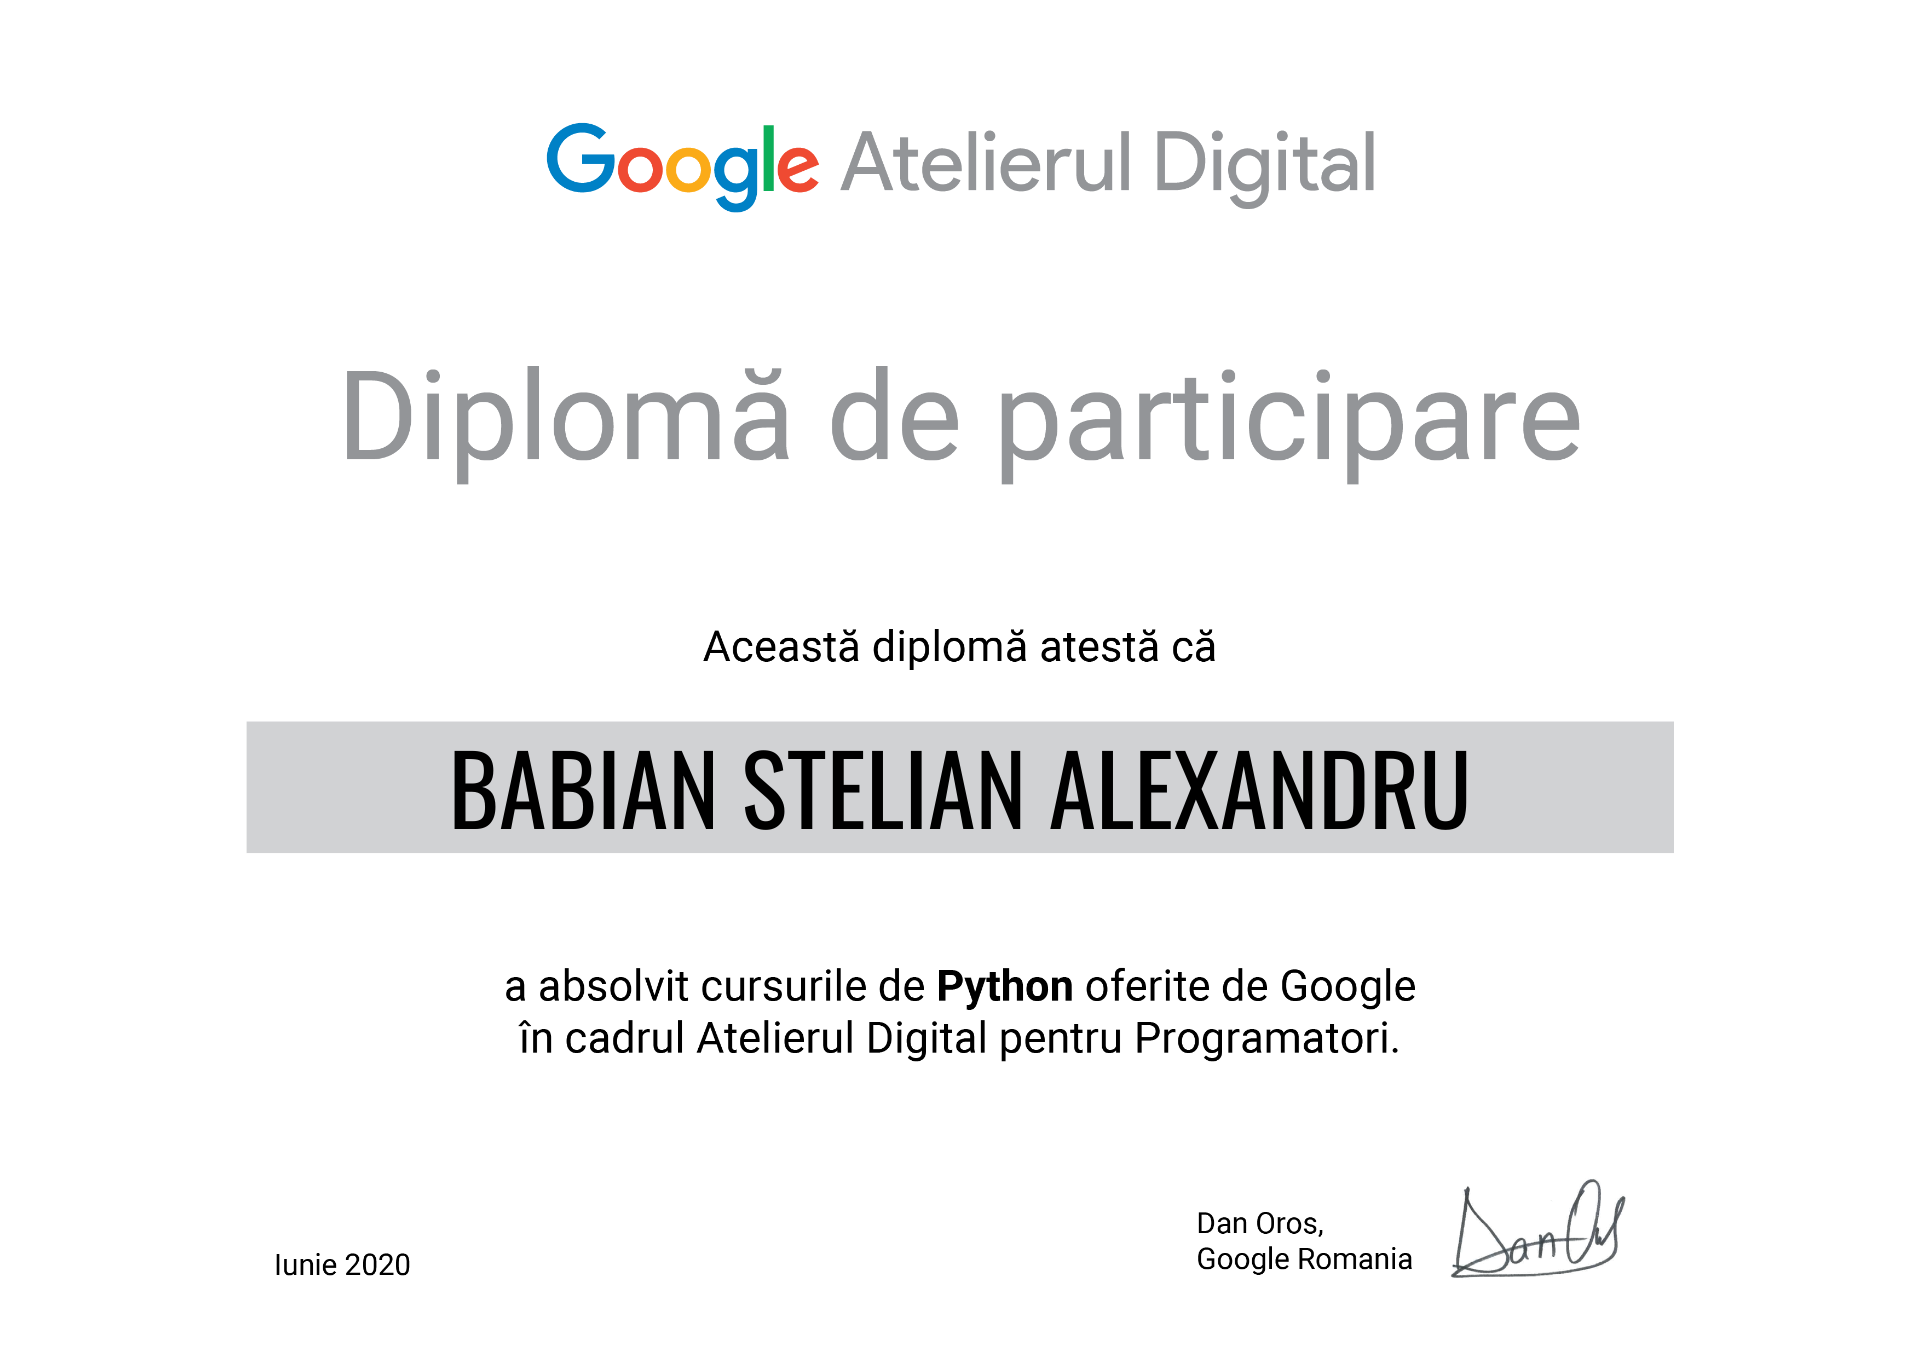 Google Atelierul Digital
Diplomă de participare
Această diplomă atestă că
BABIAN STELIAN ALEXANDRU
a absolvit cursurile de Python oferite de Google
în cadrul Atelierul Digital pentru Programatori.
Dan Oros,
Google Romania
Dan Oros
Iunie 2020